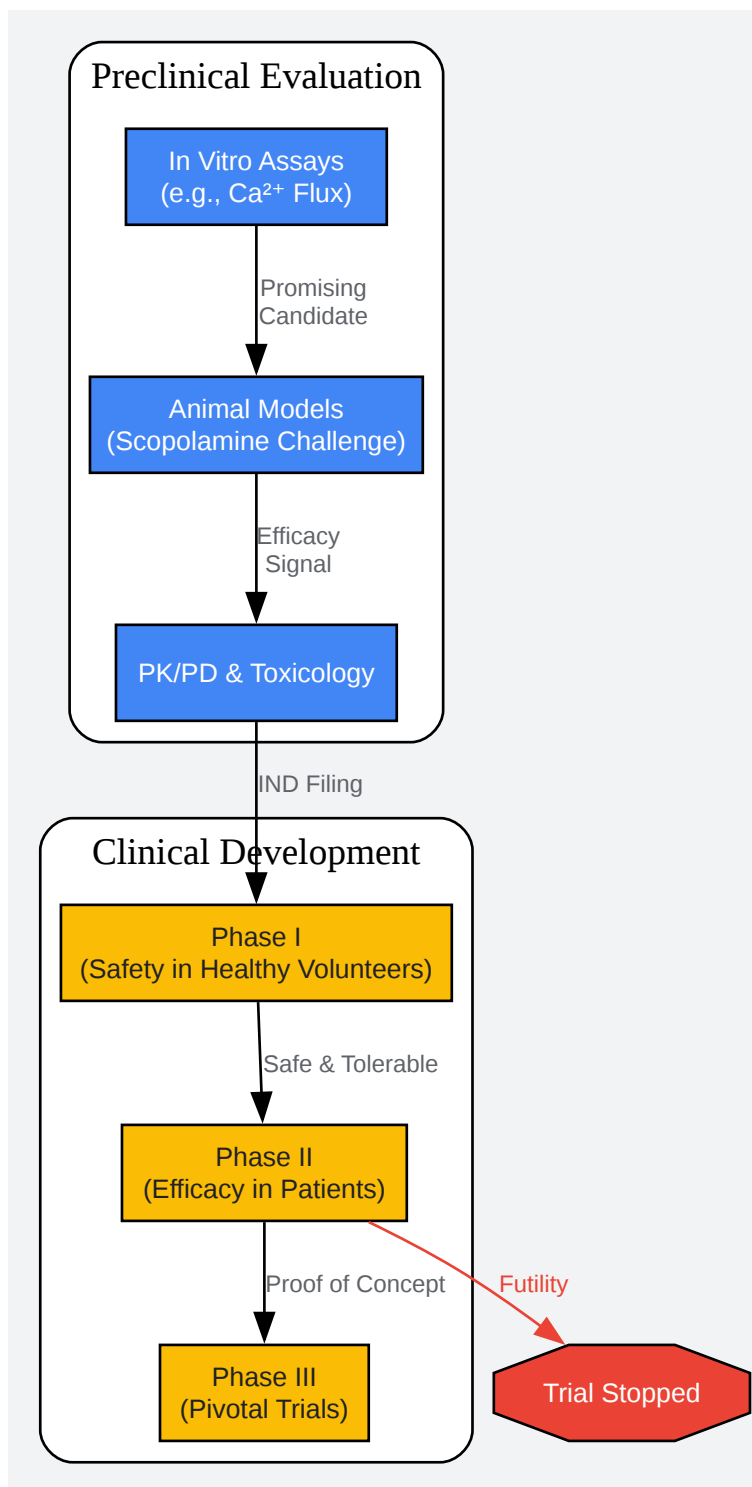 Preclinical Evaluation
In Vitro Assays
(e.g., Ca²⁺ Flux)
Promising
Candidate
Animal Models
(Scopolamine Challenge)
Efficacy
Signal
PK/PD & Toxicology
IND Filing
Clinical Development
Phase I
(Safety in Healthy Volunteers)
Safe & Tolerable
Phase II
(Efficacy in Patients)
Proof of Concept
Futility
Phase III
(Pivotal Trials)
Trial Stopped